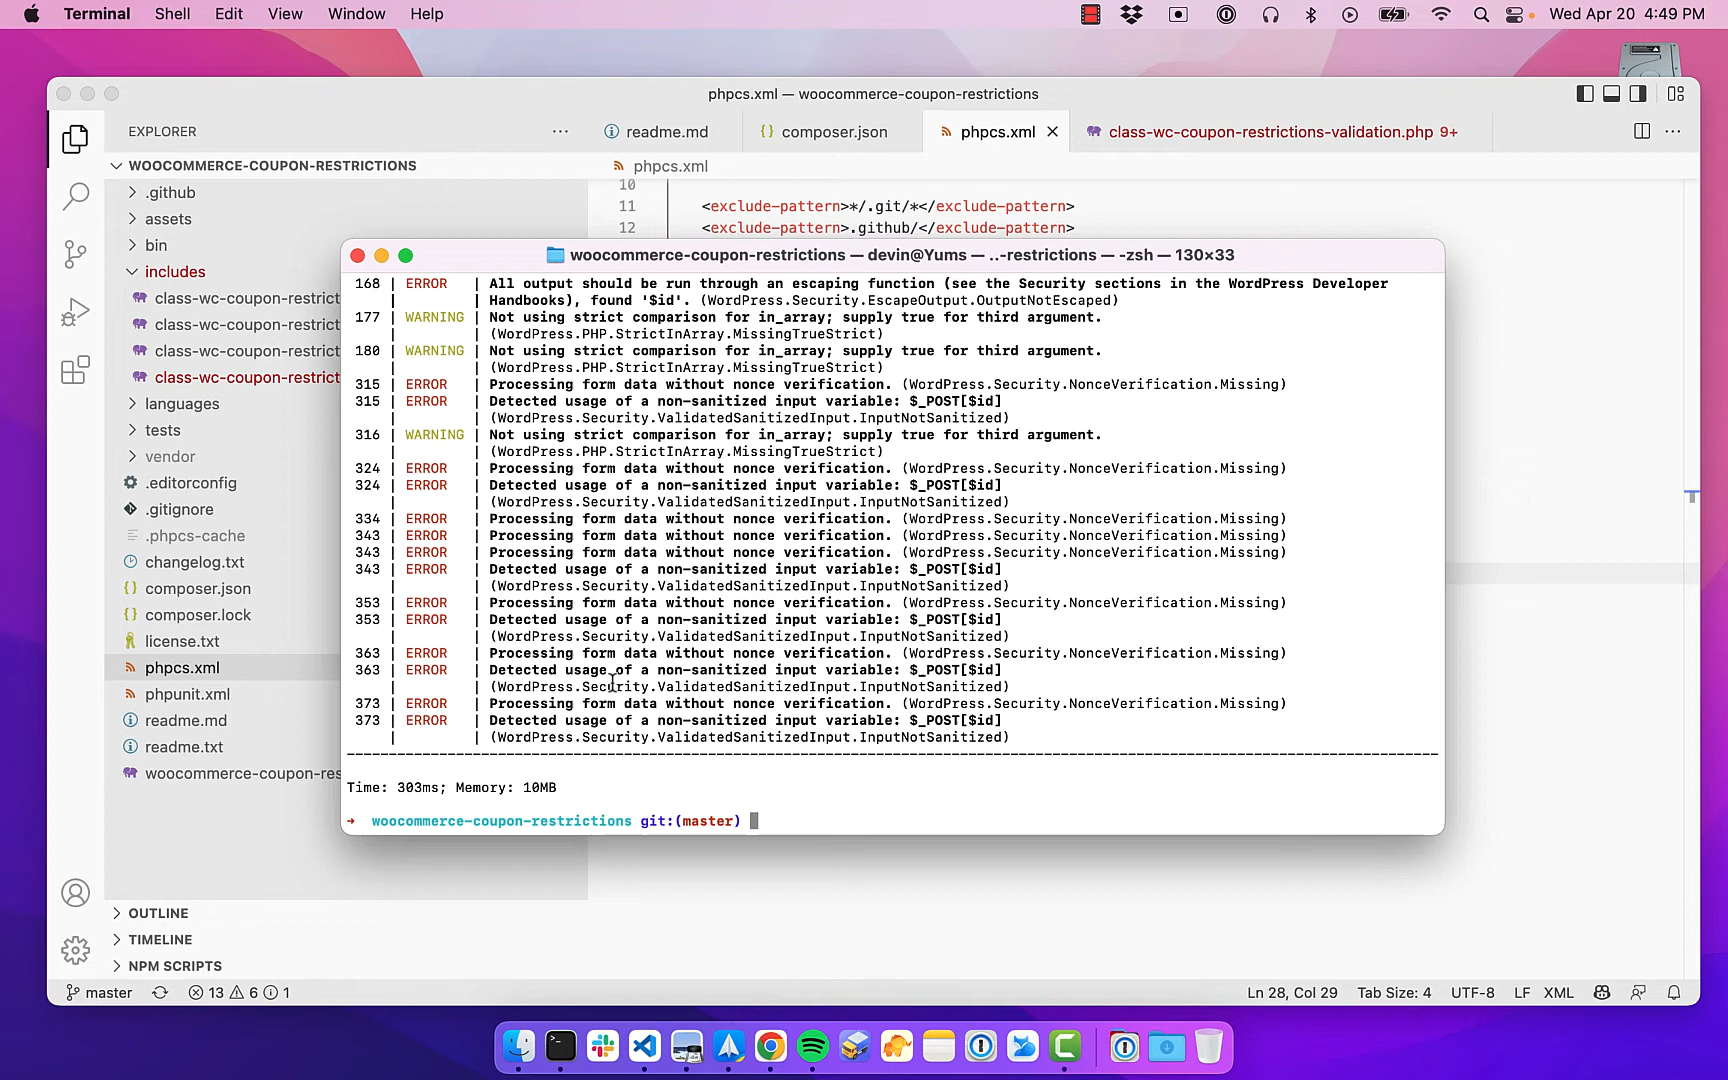 Terminal Shell Edit View Window Help
Wed Apr 20 4:49 PM
phpcs.xml — woocommerce-coupon-restrictions
EXPLORER
readme.md
composer.json
phpcs.xml
class-wc-coupon-restrictions-validation.php 9+
WOOCOMMERCE-COUPON-RESTRICTIONS
phpcs.xml
.github
assets
bin
includes
class-wc-coupon-restrict
class-wc-coupon-restrict
class-wc-coupon-restrict
class-wc-coupon-restrict
languages
tests
vendor
.editorconfig
.gitignore
.phpcs-cache
changelog.txt
composer.json
composer.lock
license.txt
phpcs.xml
phpunit.xml
readme.md
readme.txt
woocommerce-coupon-res
OUTLINE
TIMELINE
NPM SCRIPTS
10
11 <exclude-pattern>*/.git/*</exclude-pattern>
12 <exclude-pattern>.github/</exclude-pattern>
woocommerce-coupon-restrictions — devin@Yums — ..-restrictions — -zsh — 130×33
168 | ERROR | All output should be run through an escaping function (see the Security sections in the WordPress Developer
| | Handbooks), found '$id'. (WordPress.Security.EscapeOutput.OutputNotEscaped)
177 | WARNING | Not using strict comparison for in_array; supply true for third argument.
| | (WordPress.PHP.StrictInArray.MissingTrueStrict)
180 | WARNING | Not using strict comparison for in_array; supply true for third argument.
| | (WordPress.PHP.StrictInArray.MissingTrueStrict)
315 | ERROR | Processing form data without nonce verification. (WordPress.Security.NonceVerification.Missing)
315 | ERROR | Detected usage of a non-sanitized input variable: $_POST[$id]
| | (WordPress.Security.ValidatedSanitizedInput.InputNotSanitized)
316 | WARNING | Not using strict comparison for in_array; supply true for third argument.
| | (WordPress.PHP.StrictInArray.MissingTrueStrict)
324 | ERROR | Processing form data without nonce verification. (WordPress.Security.NonceVerification.Missing)
324 | ERROR | Detected usage of a non-sanitized input variable: $_POST[$id]
| | (WordPress.Security.ValidatedSanitizedInput.InputNotSanitized)
334 | ERROR | Processing form data without nonce verification. (WordPress.Security.NonceVerification.Missing)
343 | ERROR | Processing form data without nonce verification. (WordPress.Security.NonceVerification.Missing)
343 | ERROR | Processing form data without nonce verification. (WordPress.Security.NonceVerification.Missing)
343 | ERROR | Detected usage of a non-sanitized input variable: $_POST[$id]
| | (WordPress.Security.ValidatedSanitizedInput.InputNotSanitized)
353 | ERROR | Processing form data without nonce verification. (WordPress.Security.NonceVerification.Missing)
353 | ERROR | Detected usage of a non-sanitized input variable: $_POST[$id]
| | (WordPress.Security.ValidatedSanitizedInput.InputNotSanitized)
363 | ERROR | Processing form data without nonce verification. (WordPress.Security.NonceVerification.Missing)
363 | ERROR | Detected usage of a non-sanitized input variable: $_POST[$id]
| | (WordPress.Security.ValidatedSanitizedInput.InputNotSanitized)
373 | ERROR | Processing form data without nonce verification. (WordPress.Security.NonceVerification.Missing)
373 | ERROR | Detected usage of a non-sanitized input variable: $_POST[$id]
| | (WordPress.Security.ValidatedSanitizedInput.InputNotSanitized)
Time: 303ms; Memory: 10MB
→ woocommerce-coupon-restrictions git:(master)
master 13 6 1
Ln 28, Col 29 Tab Size: 4 UTF-8 LF XML